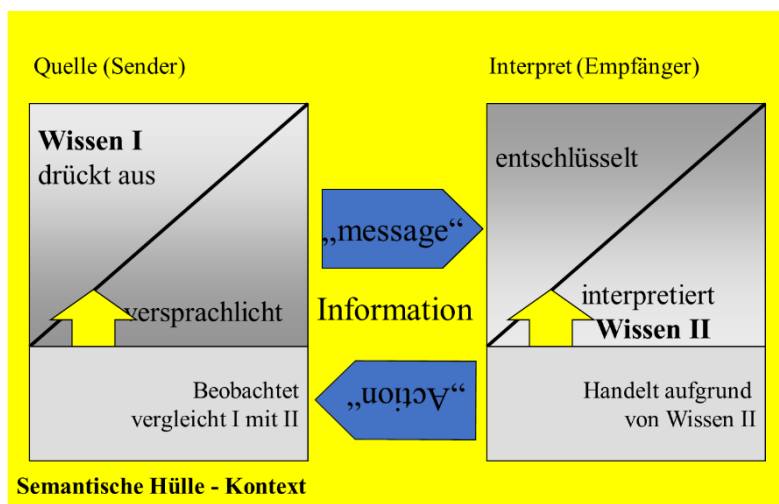 Quelle (Sender)
Interpret (Empfänger)
Wissen I
drückt aus
entschlüsselt
„message“
versprachlicht
Information
interpretiert
Wissen II
Beobachtet
vergleicht I mit II
„Action“
Handelt aufgrund
von Wissen II
Semantische Hülle - Kontext